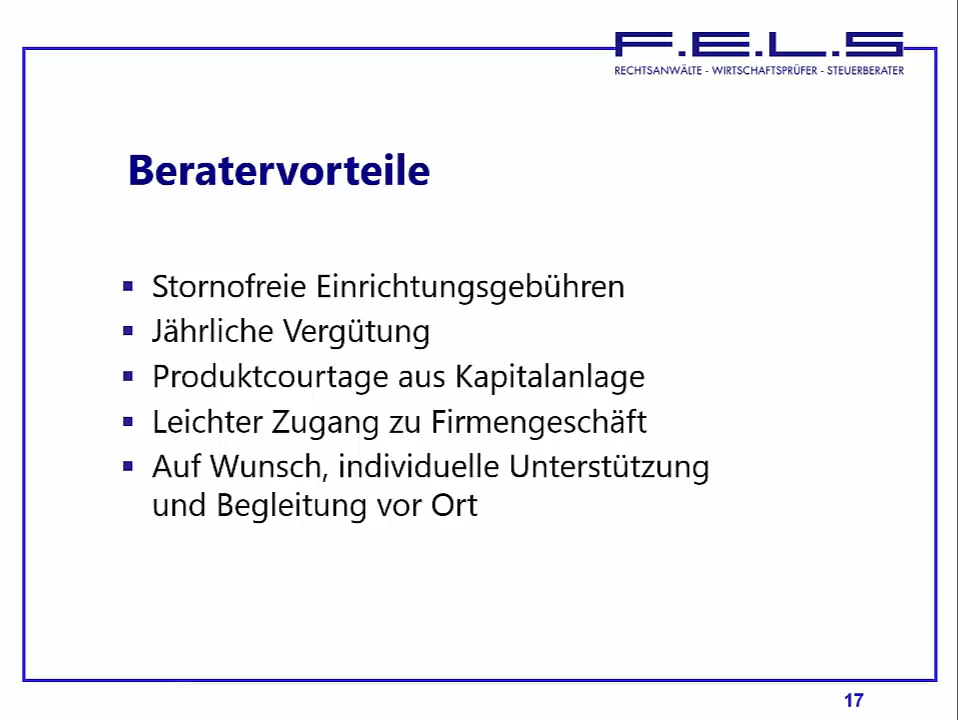 F.E.L.S
RECHTSANWÄLTE - WIRTSCHAFTSPRÜFER - STEUERBERATER
Beratervorteile
▪ Stornofreie Einrichtungsgebühren
▪ Jährliche Vergütung
▪ Produktcourtage aus Kapitalanlage
▪ Leichter Zugang zu Firmengeschäft
▪ Auf Wunsch, individuelle Unterstützung
und Begleitung vor Ort
17